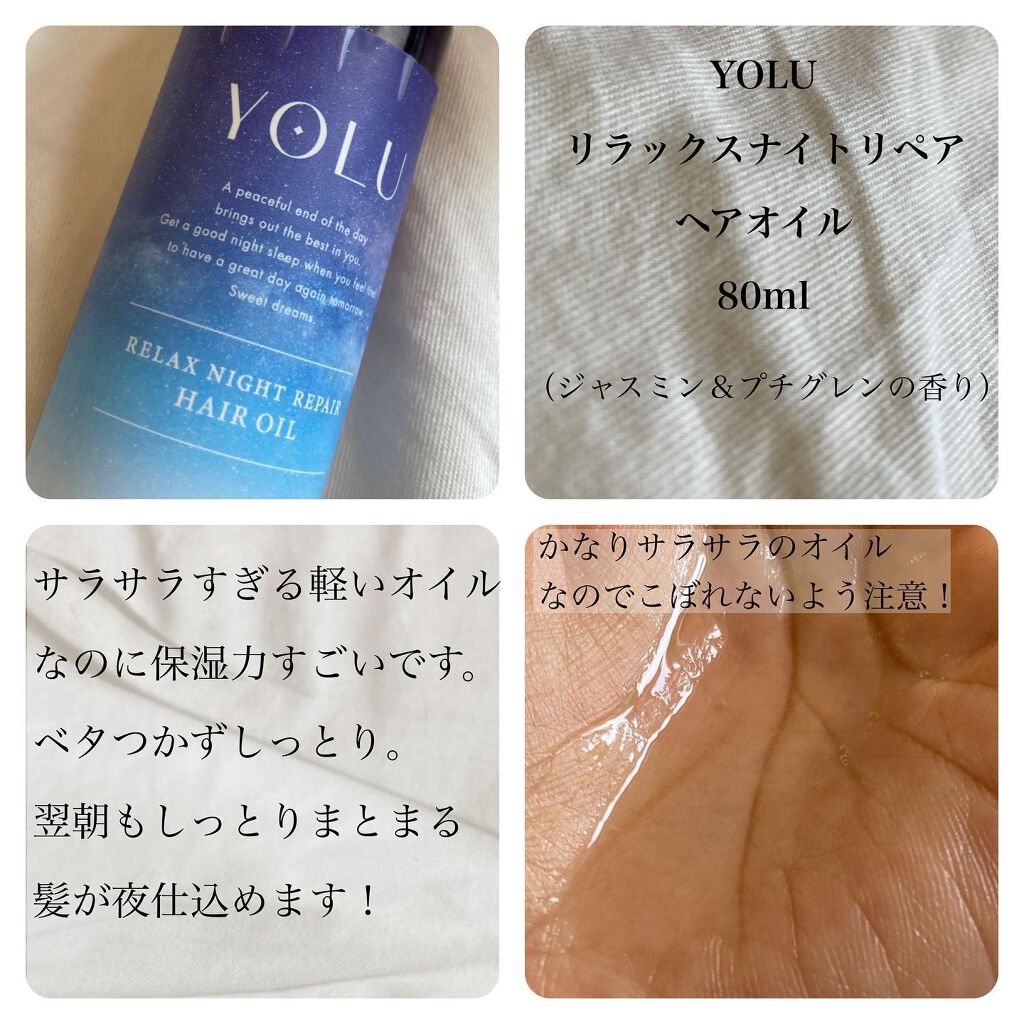 YOLU
A peaceful end of the day
brings out the best in you.
Get a good night sleep when you feel tired
to have a great day again tomorrow.
Sweet dreams.
RELAX NIGHT REPAIR
HAIR OIL
YOLU
リラックスナイトリペア
ヘアオイル
80ml
（ジャスミン＆プチグレンの香り）
サラサラすぎる軽いオイル
なのに保湿力すごいです。
ベタつかずしっとり。
翌朝もしっとりまとまる
髪が夜仕込めます！
かなりサラサラのオイル
なのでこぼれないよう注意！